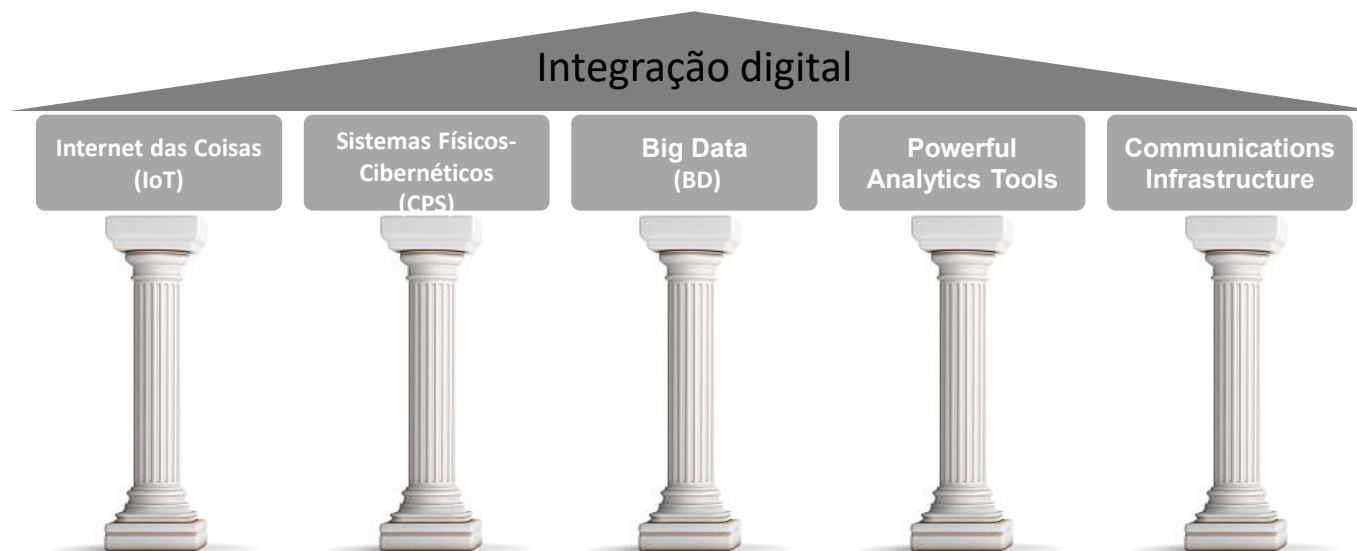 Integração digital
Internet das Coisas
(IoT)
Sistemas Físicos-
Cibernéticos
(CPS)
Big Data
(BD)
Powerful
Analytics Tools
Communications
Infrastructure